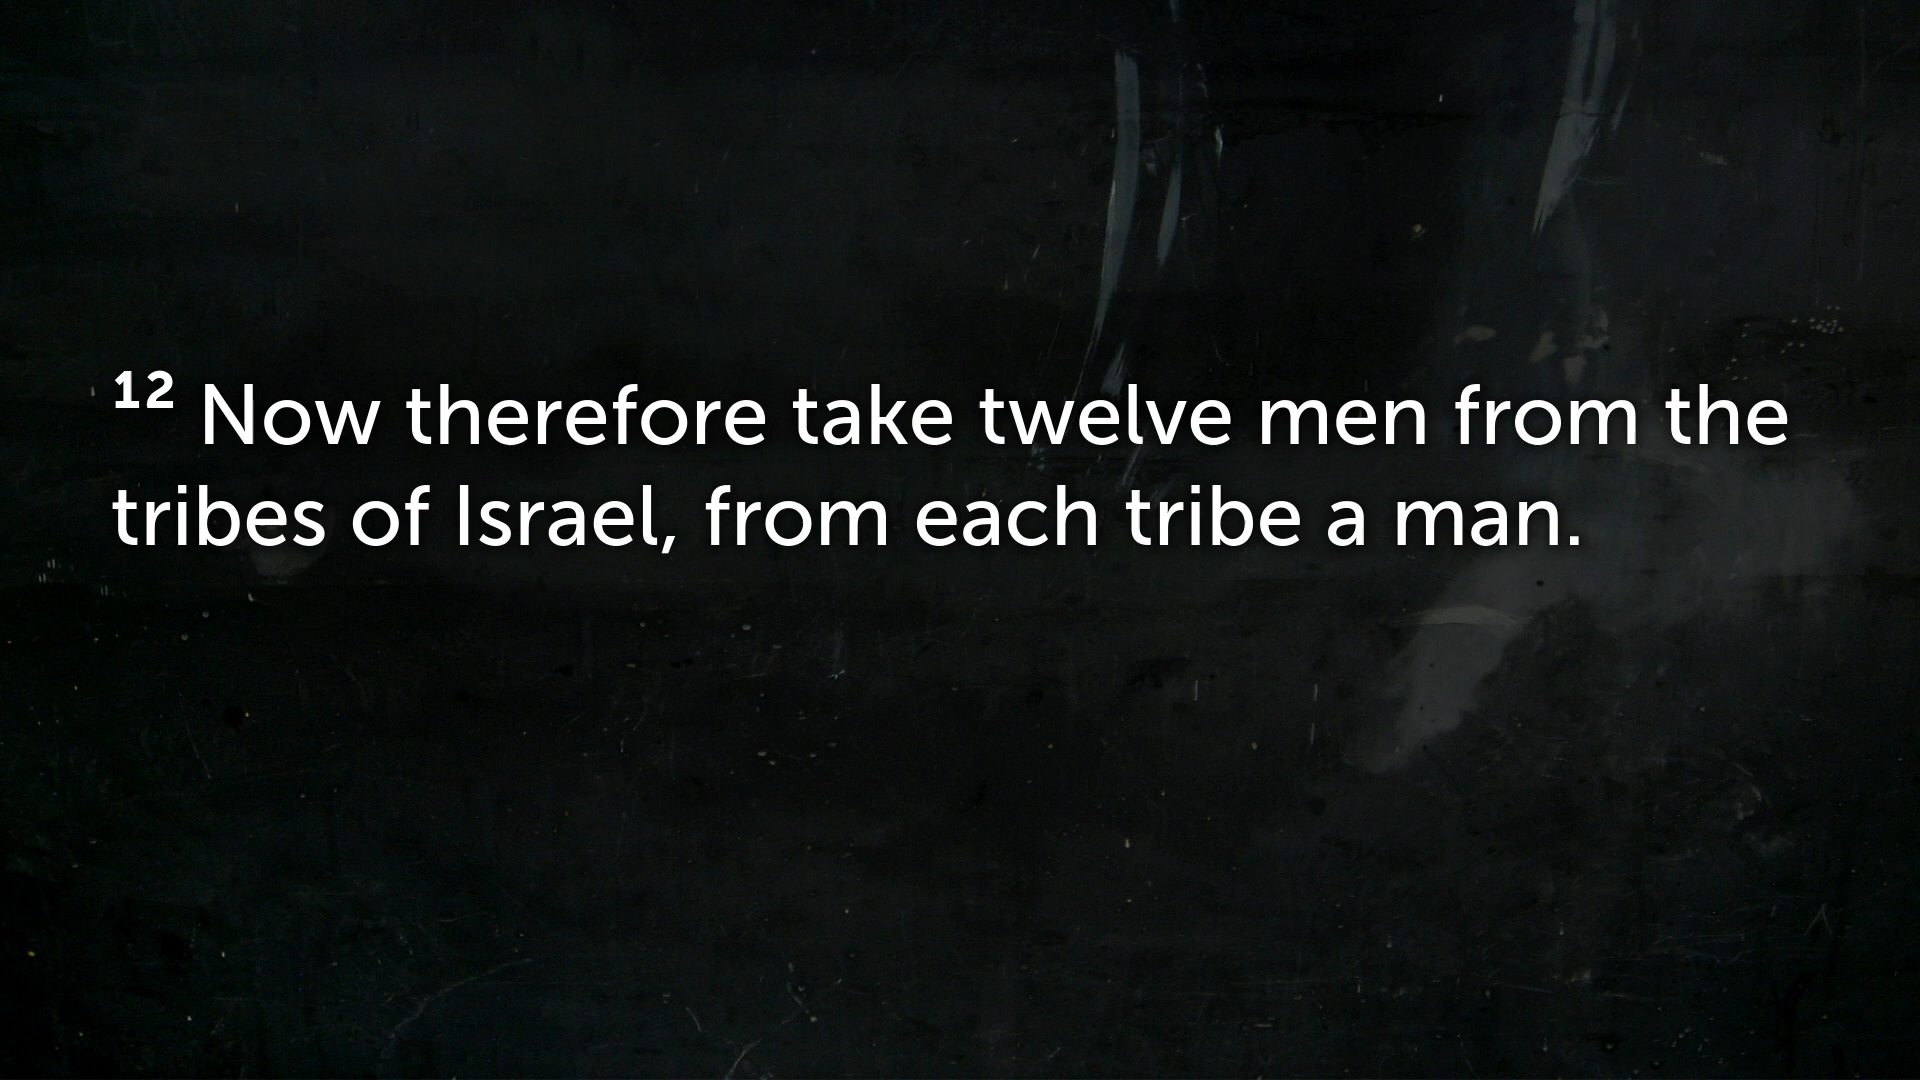 12 Now therefore take twelve men from the
tribes of Israel, from each tribe a man.